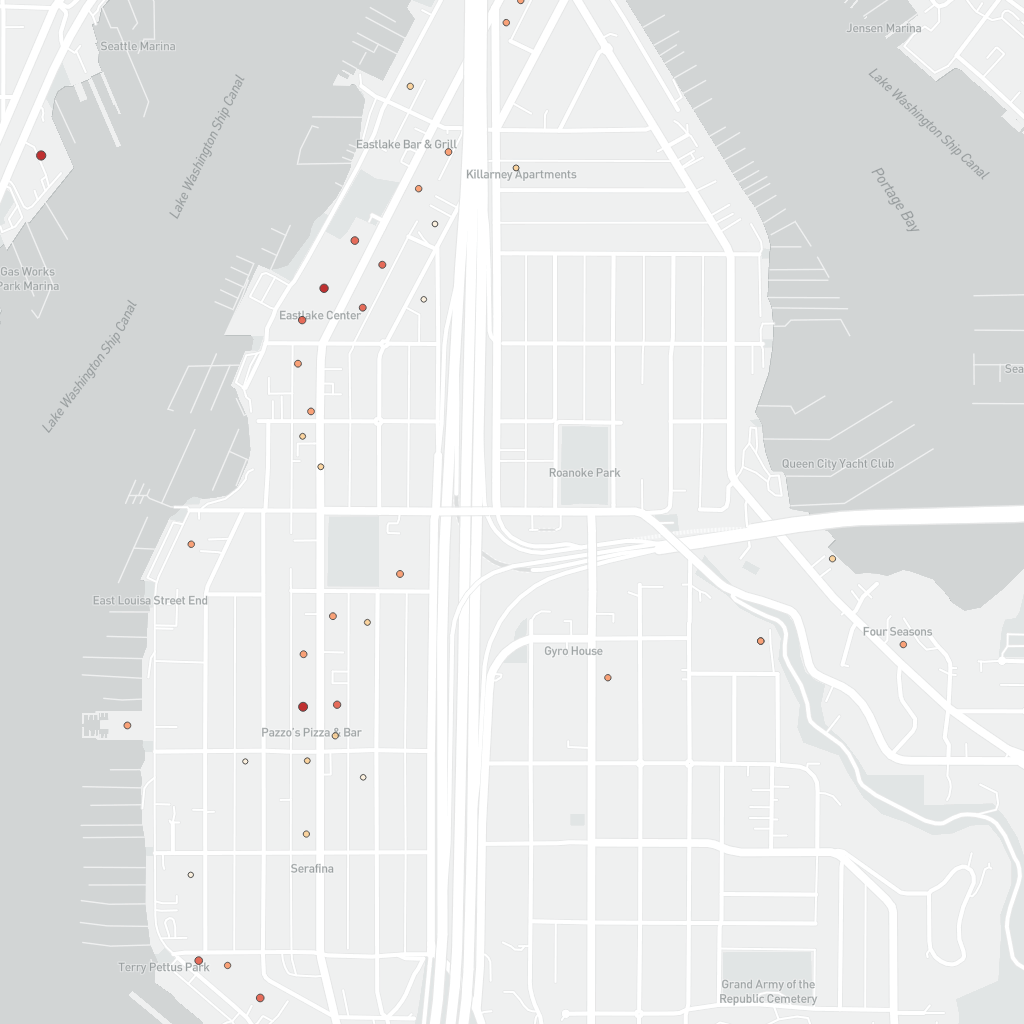 Seattle Marina
Jensen Marina
Lake Washington Ship Canal
Lake Washington Ship Canal
Eastlake Bar & Grill
Killarney Apartments
Portage Bay
Gas Works
Park Marina
Eastlake Center
Lake Washington Ship Canal
Sea
Queen City Yacht Club
Roanoke Park
East Louisa Street End
Four Seasons
Gyro House
Pazzo's Pizza & Bar
Serafina
Terry Pettus Park
Grand Army of the
Republic Cemetery